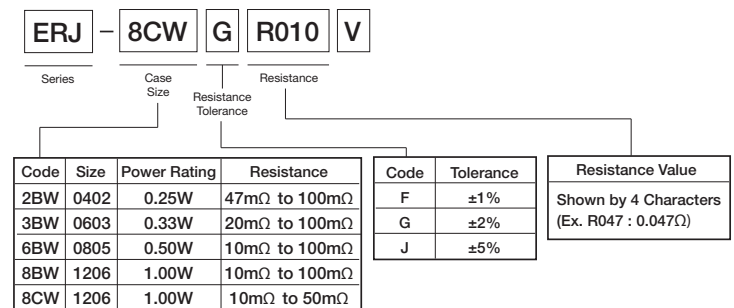 ERJ – 8CW G R010 V
Series
Case
Size
Resistance
Tolerance
Resistance
Code Size Power Rating Resistance
2BW 0402 0.25W 47mΩ to 100mΩ
3BW 0603 0.33W 20mΩ to 100mΩ
6BW 0805 0.50W 10mΩ to 100mΩ
8BW 1206 1.00W 10mΩ to 100mΩ
8CW 1206 1.00W 10mΩ to 50mΩ
Code Tolerance
F ±1%
G ±2%
J ±5%
Resistance Value
Shown by 4 Characters
(Ex. R047 : 0.047Ω)